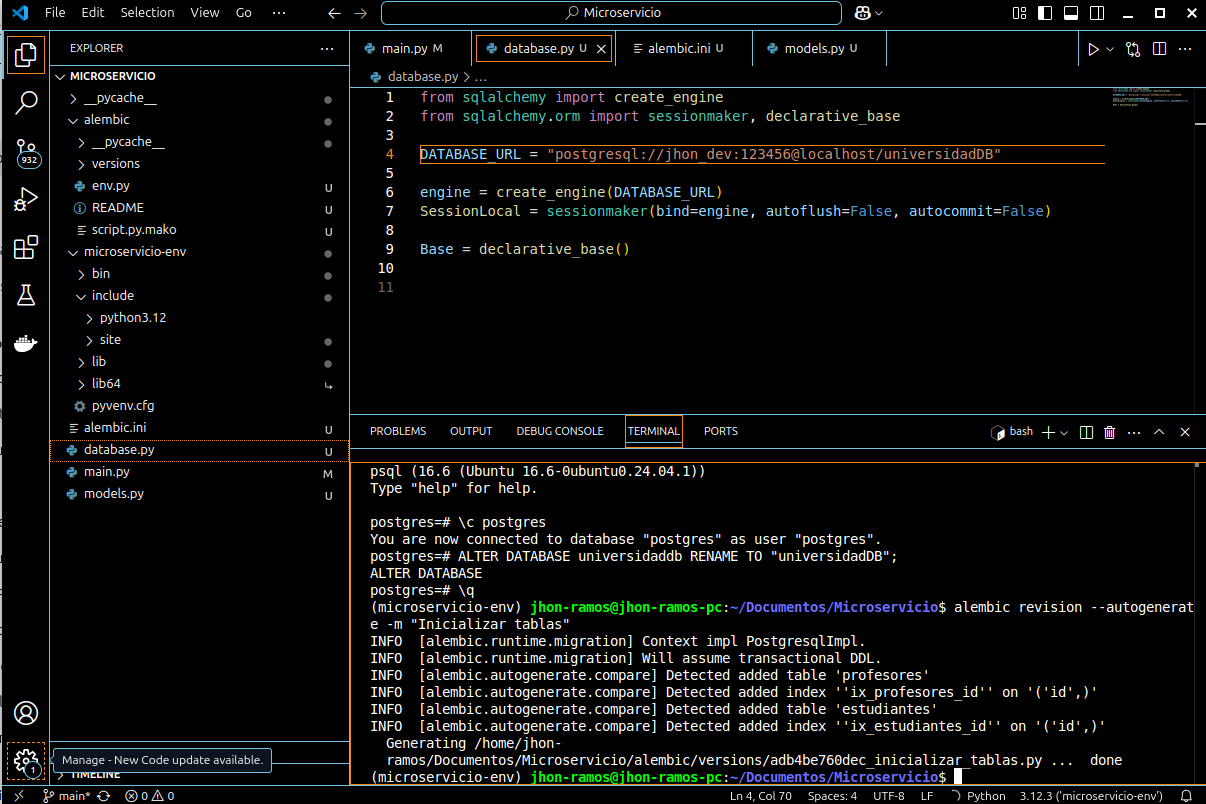 File Edit Selection View Go ··· Microservicio
EXPLORER ···
MICROSERVICIO
__pycache__
alembic
__pycache__
versions
env.py U
README U
script.py.mako U
microservicio-env
bin
include
python3.12
site
lib
lib64
pyvenv.cfg
alembic.ini U
database.py U
main.py M
models.py U
TIMELINE
932
1
Manage - New Code update available.
main.py M database.py U alembic.ini U models.py U
database.py > ...
1 from sqlalchemy import create_engine
2 from sqlalchemy.orm import sessionmaker, declarative_base
3
4 DATABASE_URL = "postgresql://jhon_dev:123456@localhost/universidadDB"
5
6 engine = create_engine(DATABASE_URL)
7 SessionLocal = sessionmaker(bind=engine, autoflush=False, autocommit=False)
8
9 Base = declarative_base()
10
11
PROBLEMS OUTPUT DEBUG CONSOLE TERMINAL PORTS bash
psql (16.6 (Ubuntu 16.6-0ubuntu0.24.04.1))
Type "help" for help.
postgres=# \c postgres
You are now connected to database "postgres" as user "postgres".
postgres=# ALTER DATABASE universidaddb RENAME TO "universidadDB";
ALTER DATABASE
postgres=# \q
(microservicio-env) jhon-ramos@jhon-ramos-pc:~/Documentos/Microservicio$ alembic revision --autogenerat
e -m "Inicializar tablas"
INFO  [alembic.runtime.migration] Context impl PostgresqlImpl.
INFO  [alembic.runtime.migration] Will assume transactional DDL.
INFO  [alembic.autogenerate.compare] Detected added table 'profesores'
INFO  [alembic.autogenerate.compare] Detected added index ''ix_profesores_id'' on '('id',)'
INFO  [alembic.autogenerate.compare] Detected added table 'estudiantes'
INFO  [alembic.autogenerate.compare] Detected added index ''ix_estudiantes_id'' on '('id',)'
Generating /home/jhon-
ramos/Documentos/Microservicio/alembic/versions/adb4be760dec_inicializar_tablas.py ...  done
(microservicio-env) jhon-ramos@jhon-ramos-pc:~/Documentos/Microservicio$
main* 0 0 Ln 4, Col 70 Spaces: 4 UTF-8 LF Python 3.12.3 ('microservicio-env')